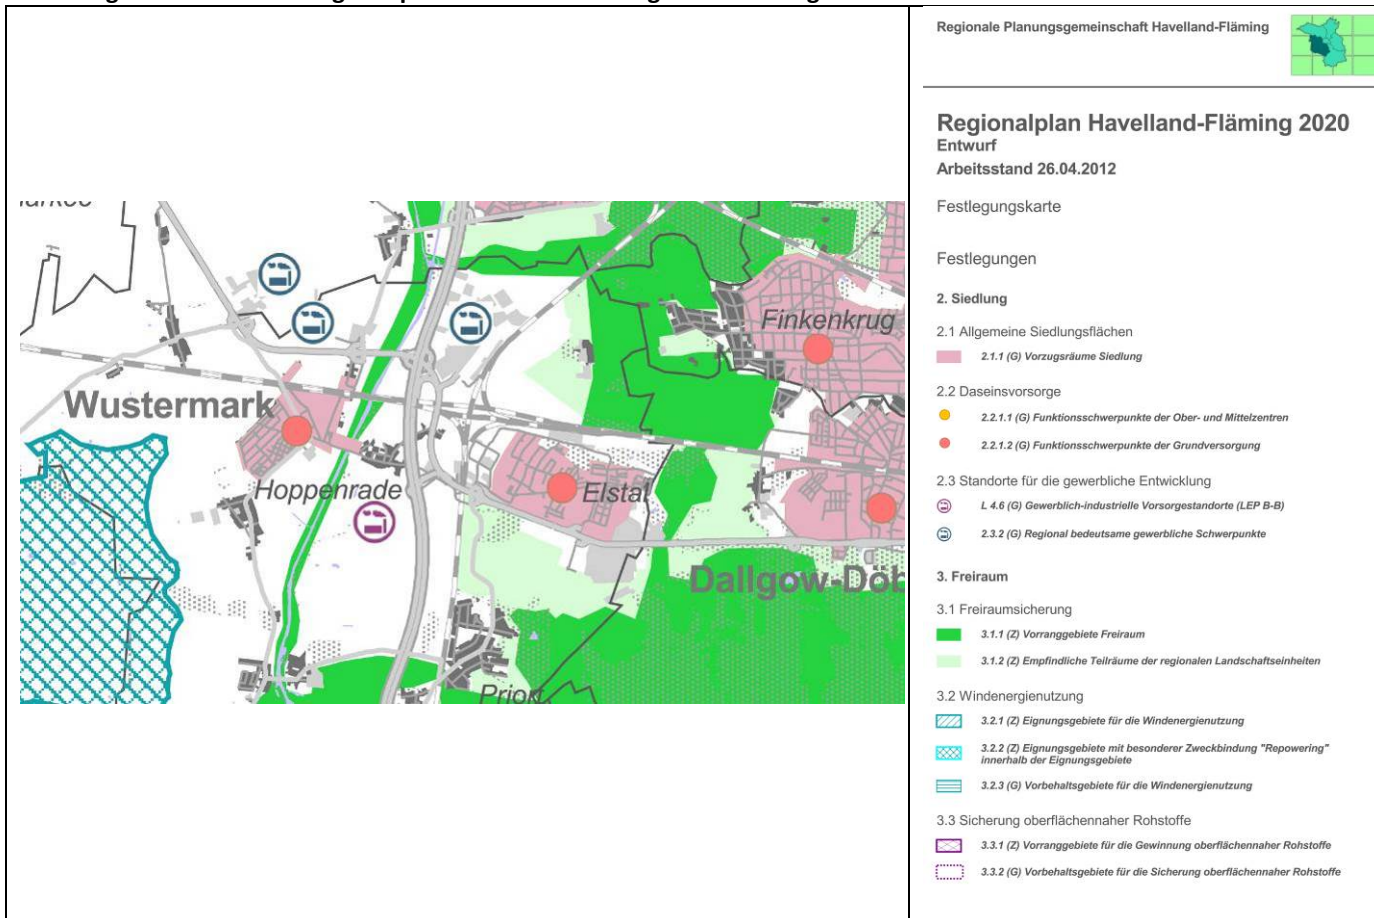 Wustermark
Hoppenrade
Elstal
Finkenkrug
Dallgow-Döb
Priort
Regionale Planungsgemeinschaft Havelland-Fläming
Regionalplan Havelland-Fläming 2020
Entwurf
Arbeitsstand 26.04.2012
Festlegungskarte
Festlegungen
2. Siedlung
2.1 Allgemeine Siedlungsflächen
2.1.1 (G) Vorzugsräume Siedlung
2.2 Daseinsvorsorge
2.2.1.1 (G) Funktionsschwerpunkte der Ober- und Mittelzentren
2.2.1.2 (G) Funktionsschwerpunkte der Grundversorgung
2.3 Standorte für die gewerbliche Entwicklung
L 4.6 (G) Gewerblich-industrielle Vorsorgestandorte (LEP B-B)
2.3.2 (G) Regional bedeutsame gewerbliche Schwerpunkte
3. Freiraum
3.1 Freiraumsicherung
3.1.1 (Z) Vorranggebiete Freiraum
3.1.2 (Z) Empfindliche Teilräume der regionalen Landschaftseinheiten
3.2 Windenergienutzung
3.2.1 (Z) Eignungsgebiete für die Windenergienutzung
3.2.2 (Z) Eignungsgebiete mit besonderer Zweckbindung "Repowering"
innerhalb der Eignungsgebiete
3.2.3 (G) Vorbehaltsgebiete für die Windenergienutzung
3.3 Sicherung oberflächennaher Rohstoffe
3.3.1 (Z) Vorranggebiete für die Gewinnung oberflächennaher Rohstoffe
3.3.2 (G) Vorbehaltsgebiete für die Sicherung oberflächennaher Rohstoffe